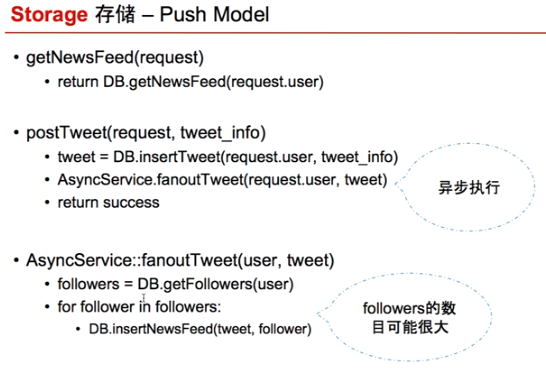 Storage 存储 – Push Model
• getNewsFeed(request)
• return DB.getNewsFeed(request.user)
• postTweet(request, tweet_info)
• tweet = DB.insertTweet(request.user, tweet_info)
• AsyncService.fanoutTweet(request.user, tweet)
• return success
异步执行
• AsyncService::fanoutTweet(user, tweet)
• followers = DB.getFollowers(user)
• for follower in followers:
• DB.insertNewsFeed(tweet, follower)
followers的数
目可能很大